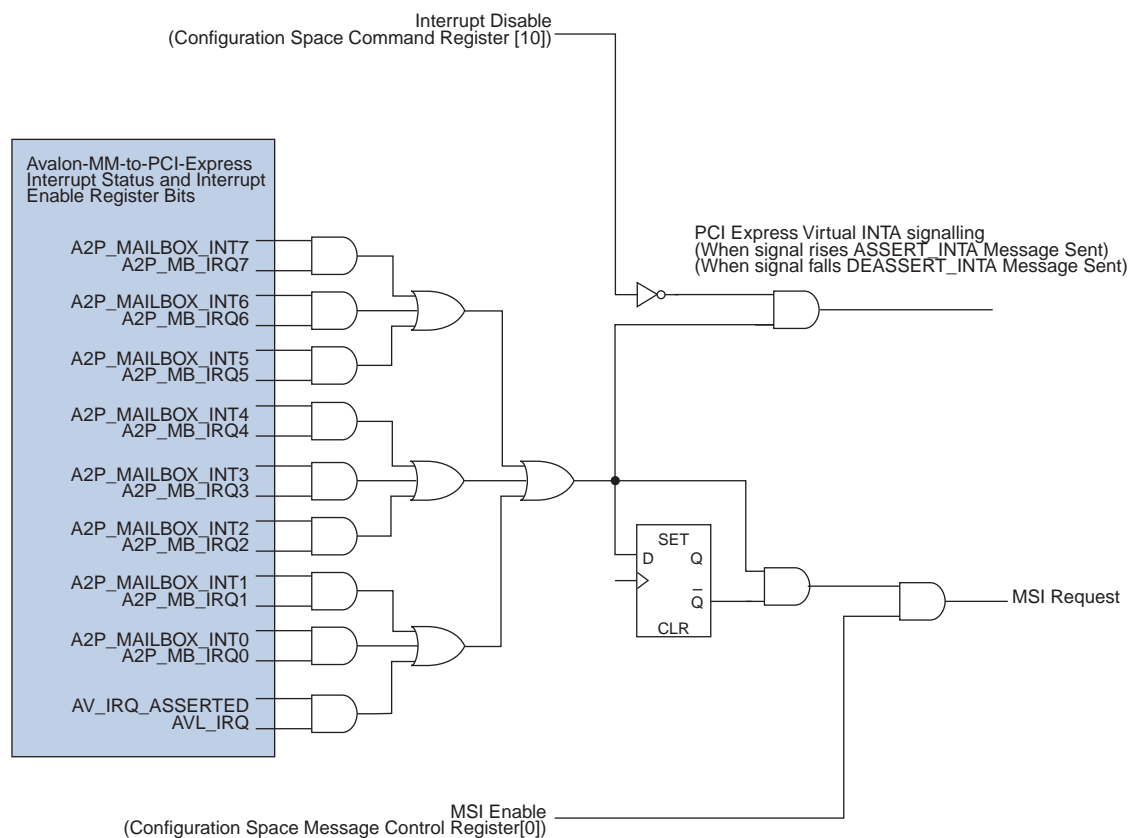 Interrupt Disable
(Configuration Space Command Register [10])
Avalon-MM-to-PCI-Express
Interrupt Status and Interrupt
Enable Register Bits
A2P_MAILBOX_INT7
A2P_MB_IRQ7
A2P_MAILBOX_INT6
A2P_MB_IRQ6
A2P_MAILBOX_INT5
A2P_MB_IRQ5
A2P_MAILBOX_INT4
A2P_MB_IRQ4
A2P_MAILBOX_INT3
A2P_MB_IRQ3
A2P_MAILBOX_INT2
A2P_MB_IRQ2
A2P_MAILBOX_INT1
A2P_MB_IRQ1
A2P_MAILBOX_INT0
A2P_MB_IRQ0
AV_IRQ_ASSERTED
AVL_IRQ
PCI Express Virtual INTA signalling
(When signal rises ASSERT_INTA Message Sent)
(When signal falls DEASSERT_INTA Message Sent)
SET
D Q
Q̅
CLR
MSI Request
MSI Enable
(Configuration Space Message Control Register[0])